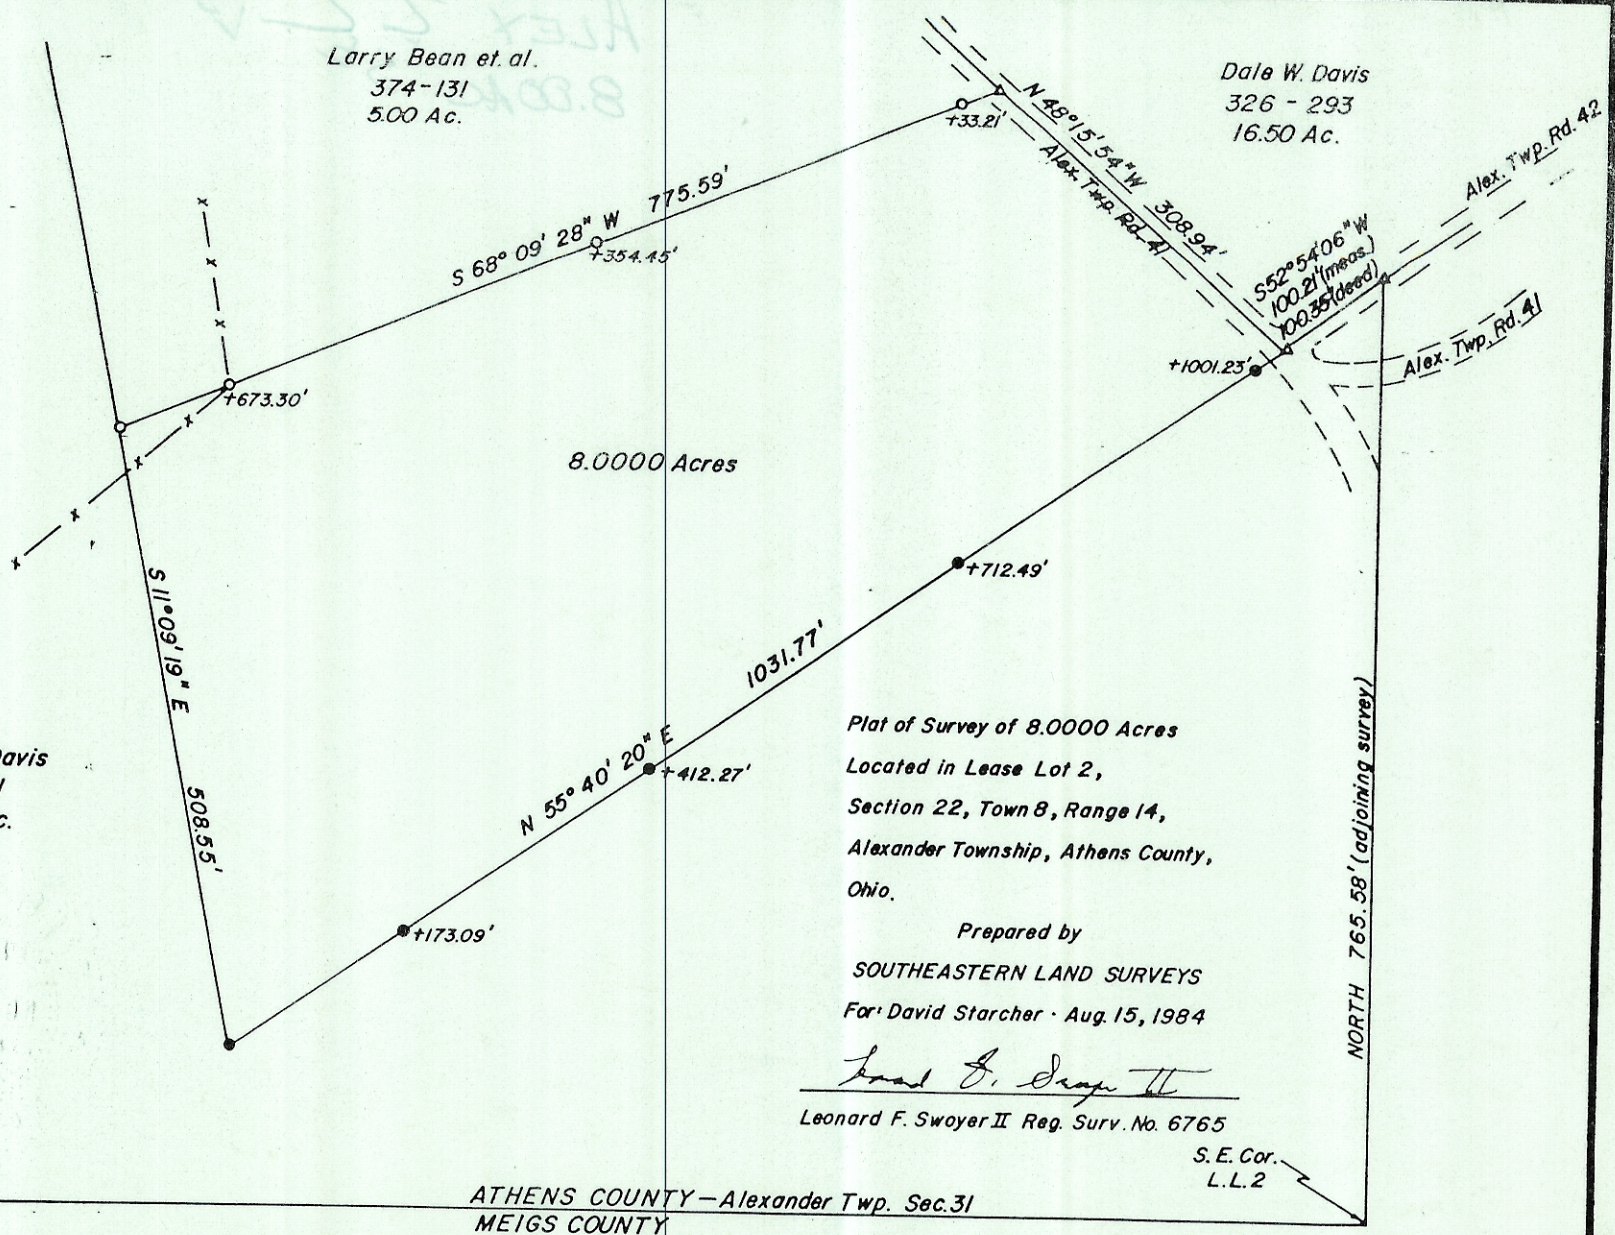 Larry Bean et. al.
374-131
5.00 Ac.
Dale W. Davis
326 - 293
16.50 Ac.
Alex. Twp. Rd. 42
N 48°15'54" W 308.94'
Alex. Twp. Rd. 41
+33.21'
S52°54'06" W
100.21'(meas.)
100.35'(deed)
Alex. Twp. Rd. 41
S 68° 09' 28" W 775.59'
+354.45'
+673.30'
+1001.23'
8.0000 Acres
+712.49'
S 11°09'19" E 508.55'
N 55° 40' 20" E 1031.77'
+412.27'
+173.09'
avis
c.
Plat of Survey of 8.0000 Acres
Located in Lease Lot 2,
Section 22, Town 8, Range 14,
Alexander Township, Athens County,
Ohio.
Prepared by
SOUTHEASTERN LAND SURVEYS
For: David Starcher · Aug. 15, 1984
Leonard F. Swoyer II Reg. Surv. No. 6765
NORTH 765.58' (adjoining survey)
S. E. Cor.
L.L.2
ATHENS COUNTY—Alexander Twp. Sec.31
MEIGS COUNTY